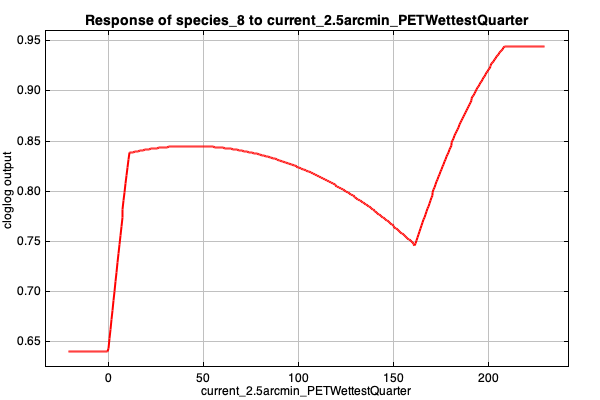 Response of species_8 to current_2.5arcmin_PETWettestQuarter
0.95
0.90
0.85
0.80
0.75
0.70
0.65
cloglog output
0 50 100 150 200
current_2.5arcmin_PETWettestQuarter